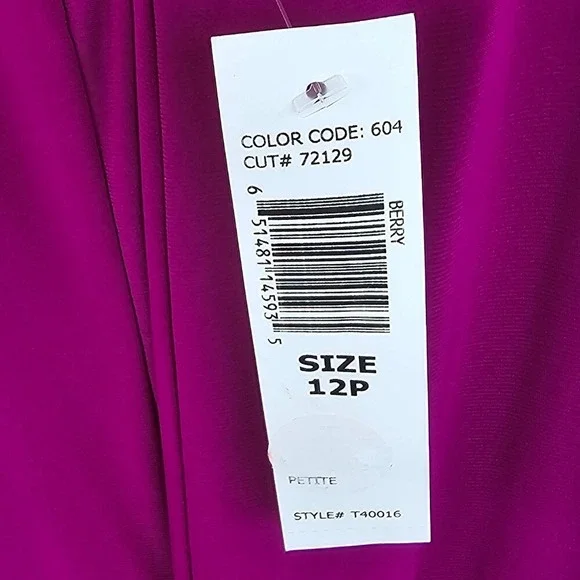 COLOR CODE: 604
CUT# 72129
BERRY
6 51481 14593 5
SIZE
12P
PETITE
STYLE# T40016